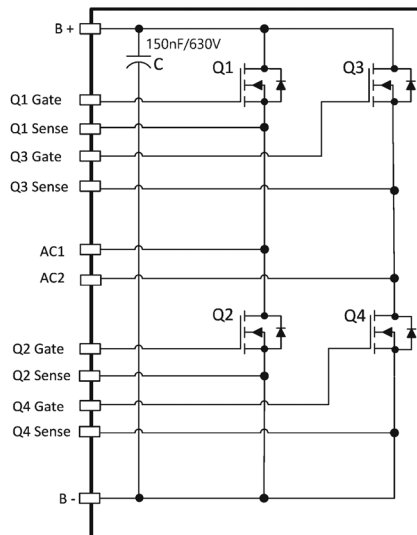 B +
150nF/630V
C
Q1
Q3
Q1 Gate
Q1 Sense
Q3 Gate
Q3 Sense
AC1
AC2
Q2
Q4
Q2 Gate
Q2 Sense
Q4 Gate
Q4 Sense
B -